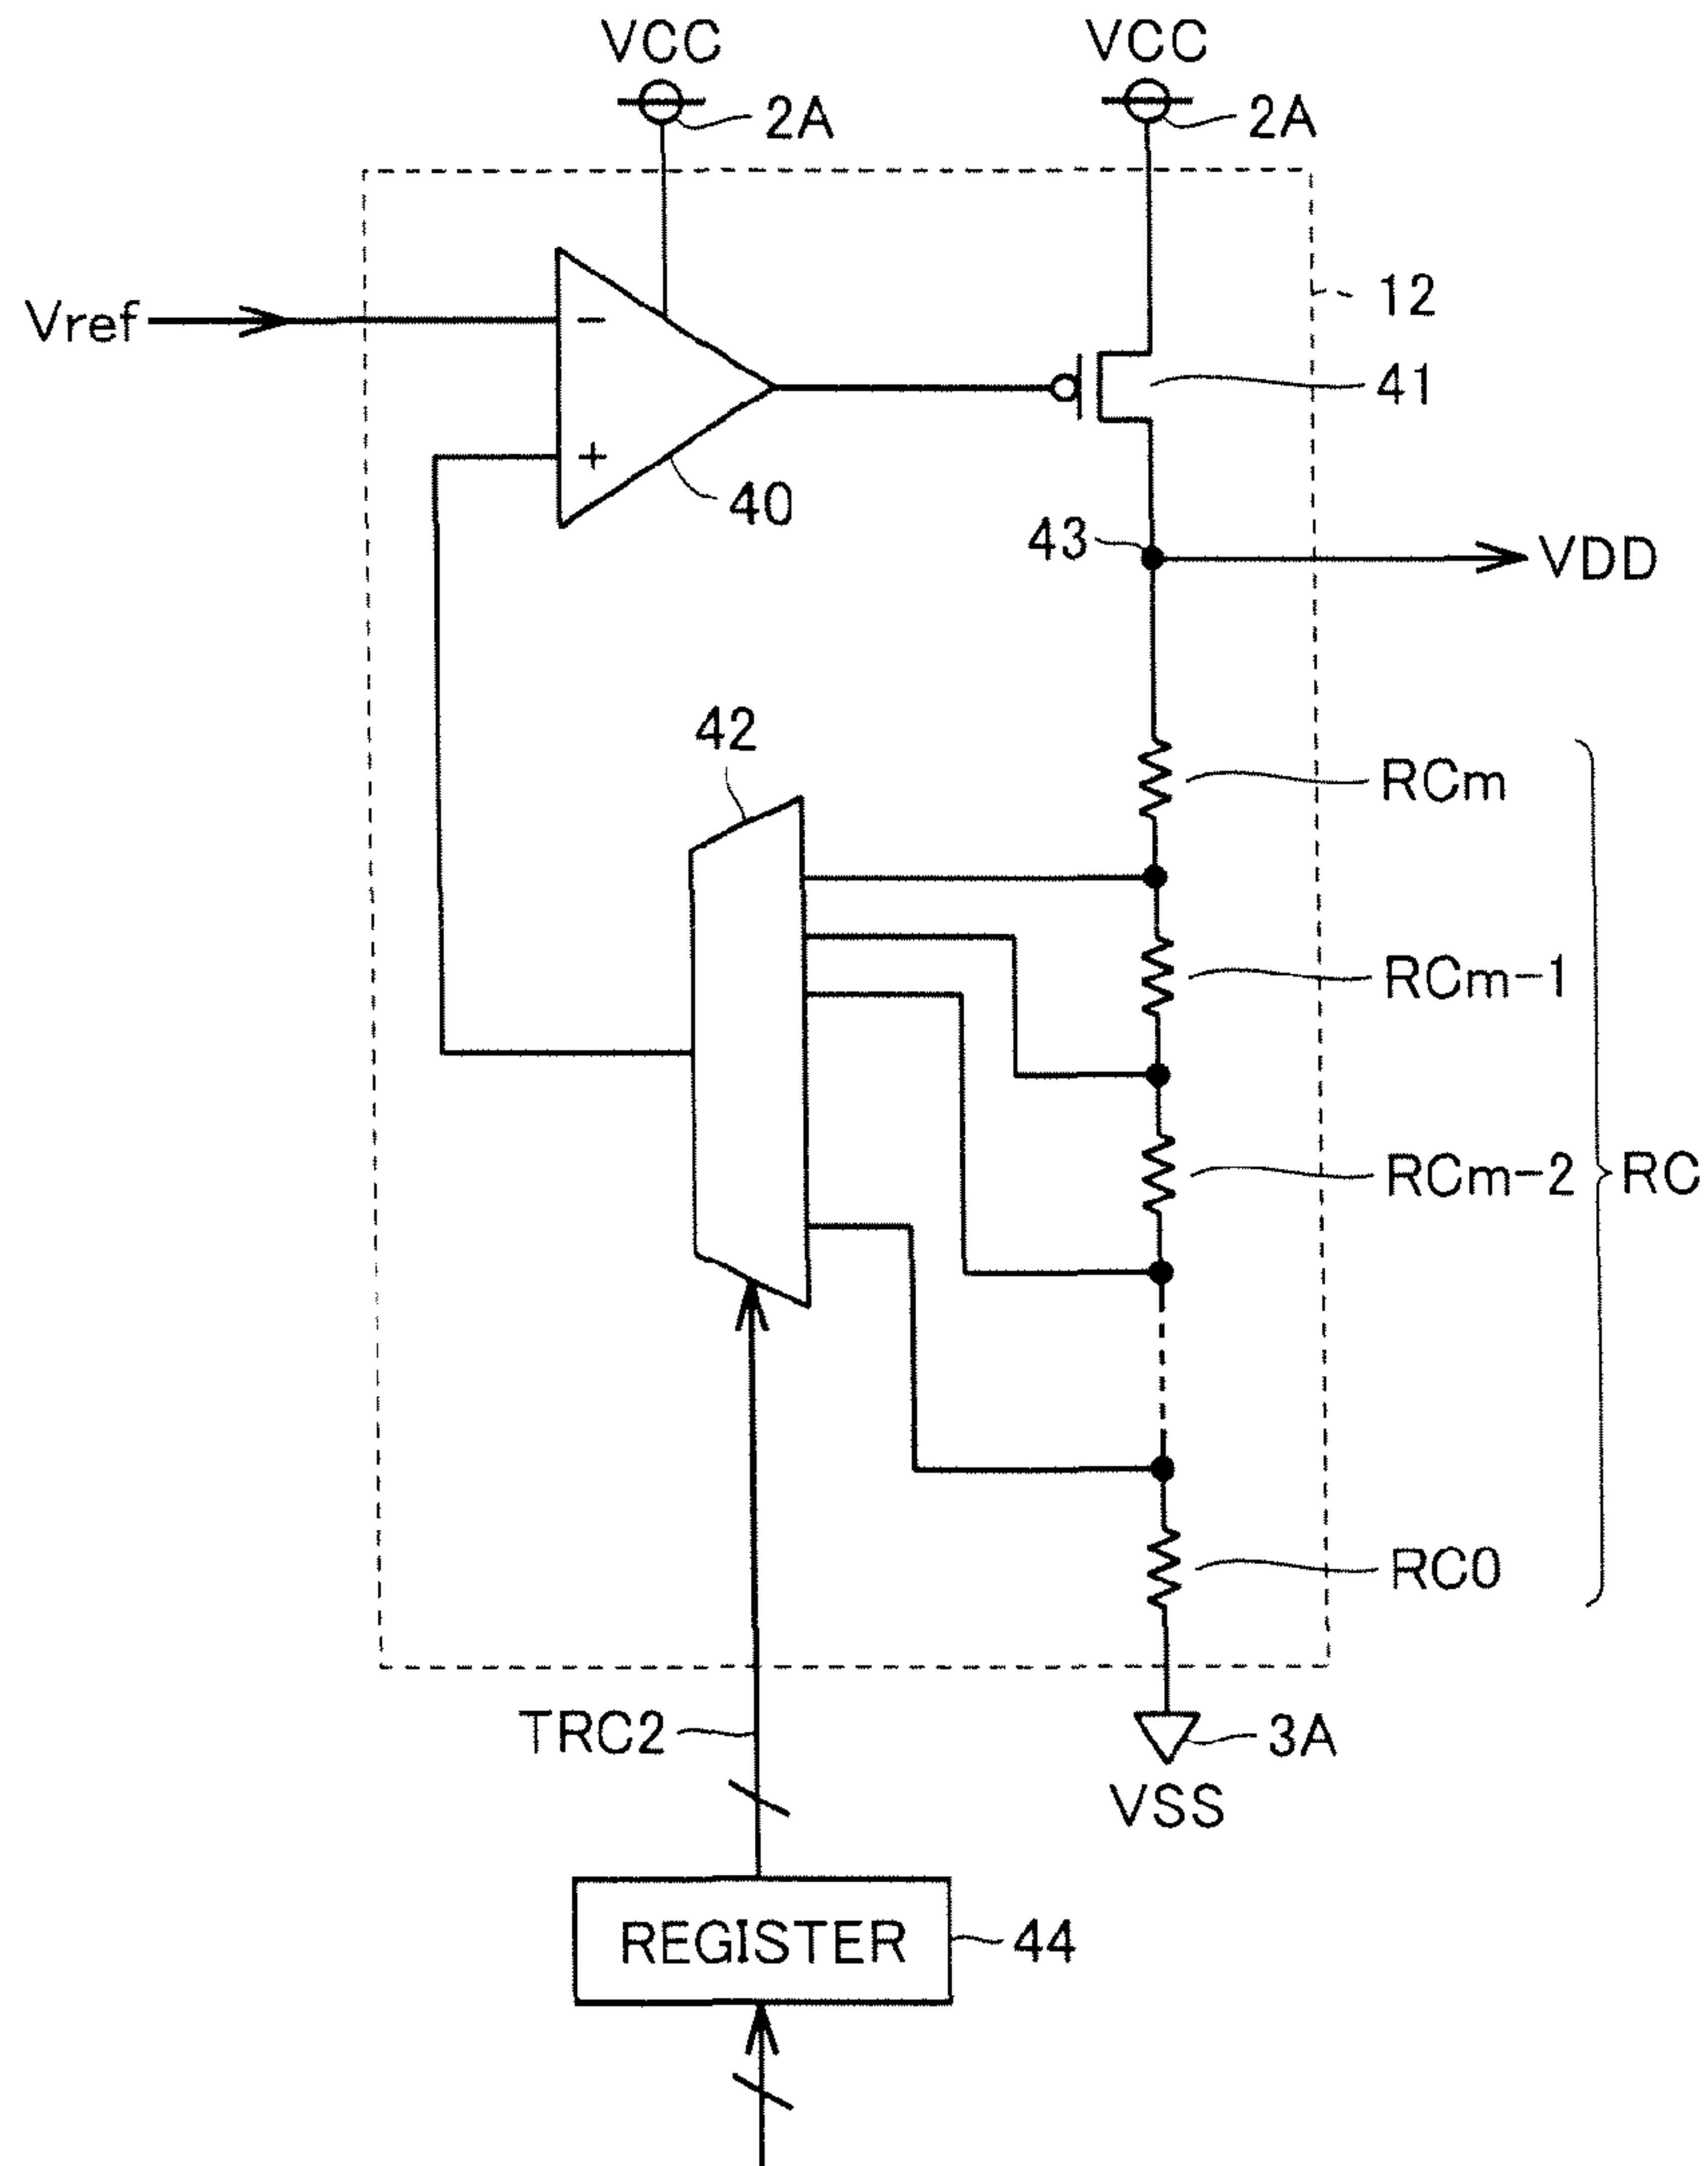 VCC VCC
2A 2A
Vref
−
12
41
+
40
43
VDD
42
RCm
RCm-1
RCm-2
RC
RC0
TRC2
3A
VSS
REGISTER
44